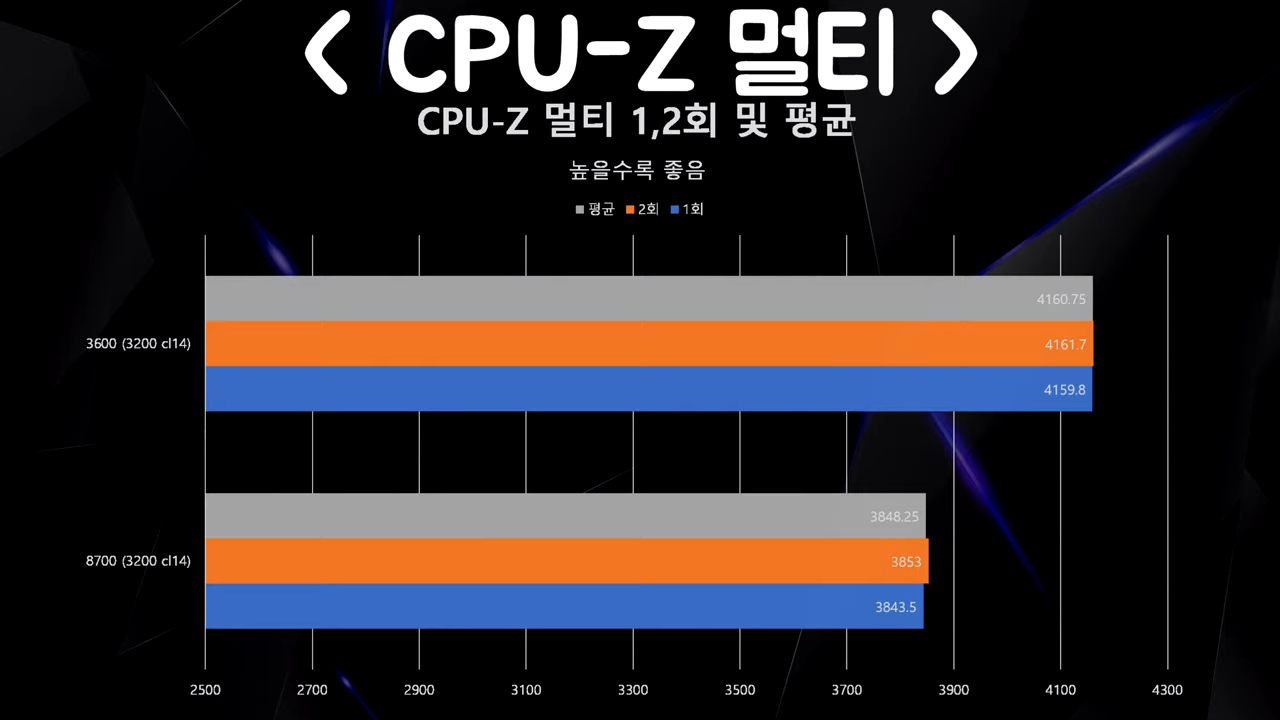 < CPU-Z 멀티 >
CPU-Z 멀티 1,2회 및 평균
높을수록 좋음
평균 2회 1회
4160.75
3600 (3200 cl14) 4161.7
4159.8
3848.25
8700 (3200 cl14) 3853
3843.5
2500 2700 2900 3100 3300 3500 3700 3900 4100 4300